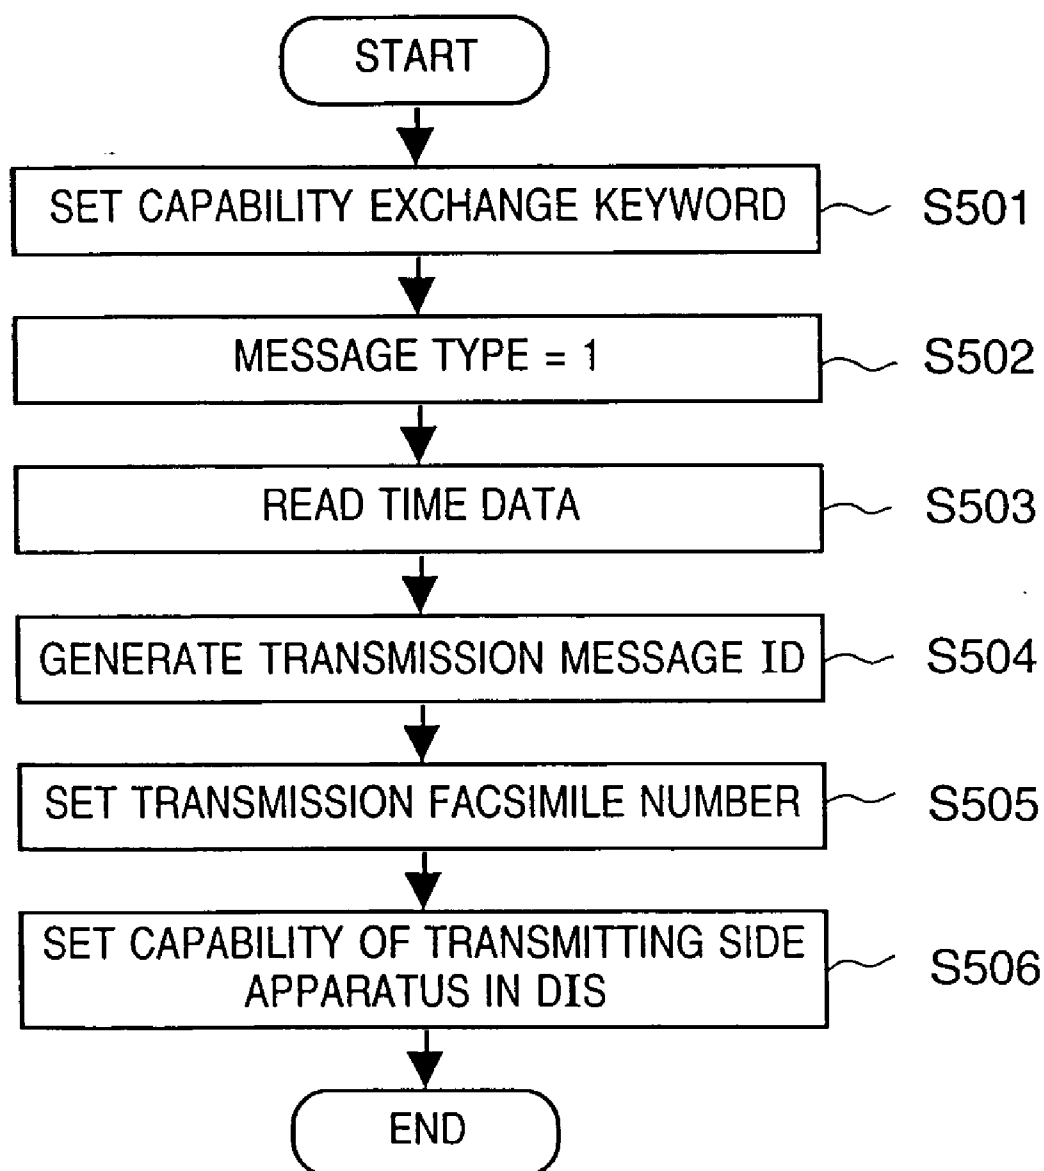 START
SET CAPABILITY EXCHANGE KEYWORD
S501
MESSAGE TYPE = 1
S502
READ TIME DATA
S503
GENERATE TRANSMISSION MESSAGE ID
S504
SET TRANSMISSION FACSIMILE NUMBER
S505
SET CAPABILITY OF TRANSMITTING SIDE
APPARATUS IN DIS
S506
END